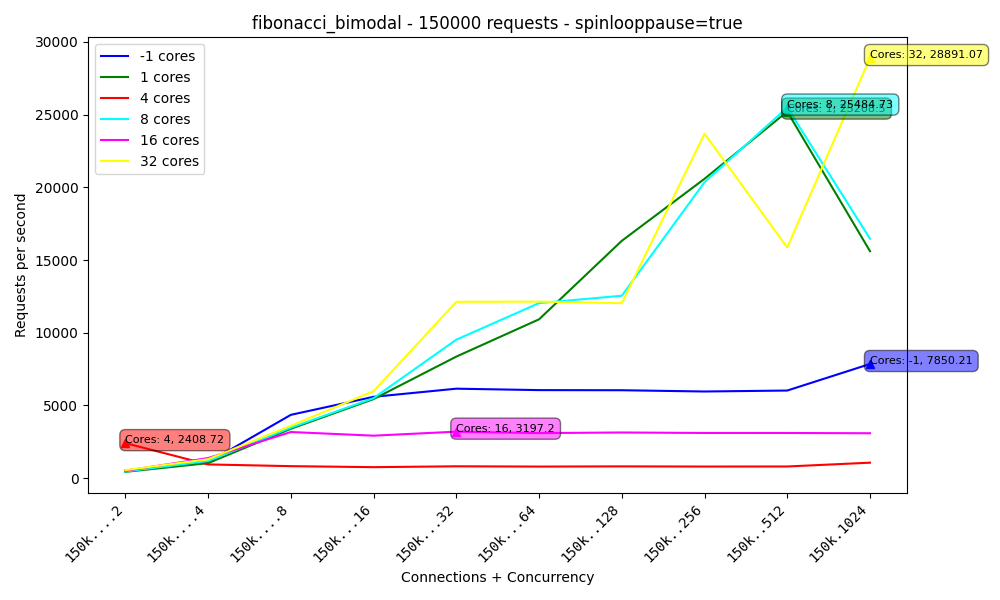 fibonacci_bimodal - 150000 requests - spinlooppause=true
30000
25000
20000
15000
10000
5000
0
Requests per second
-1 cores
1 cores
4 cores
8 cores
16 cores
32 cores
Cores: 32, 28891.07
Cores: 8, 25484.73
Cores: -1, 7850.21
Cores: 16, 3197.2
Cores: 4, 2408.72
150k....2
150k....4
150k....8
150k...16
150k...32
150k...64
150k..128
150k..256
150k..512
150k.1024
Connections + Concurrency